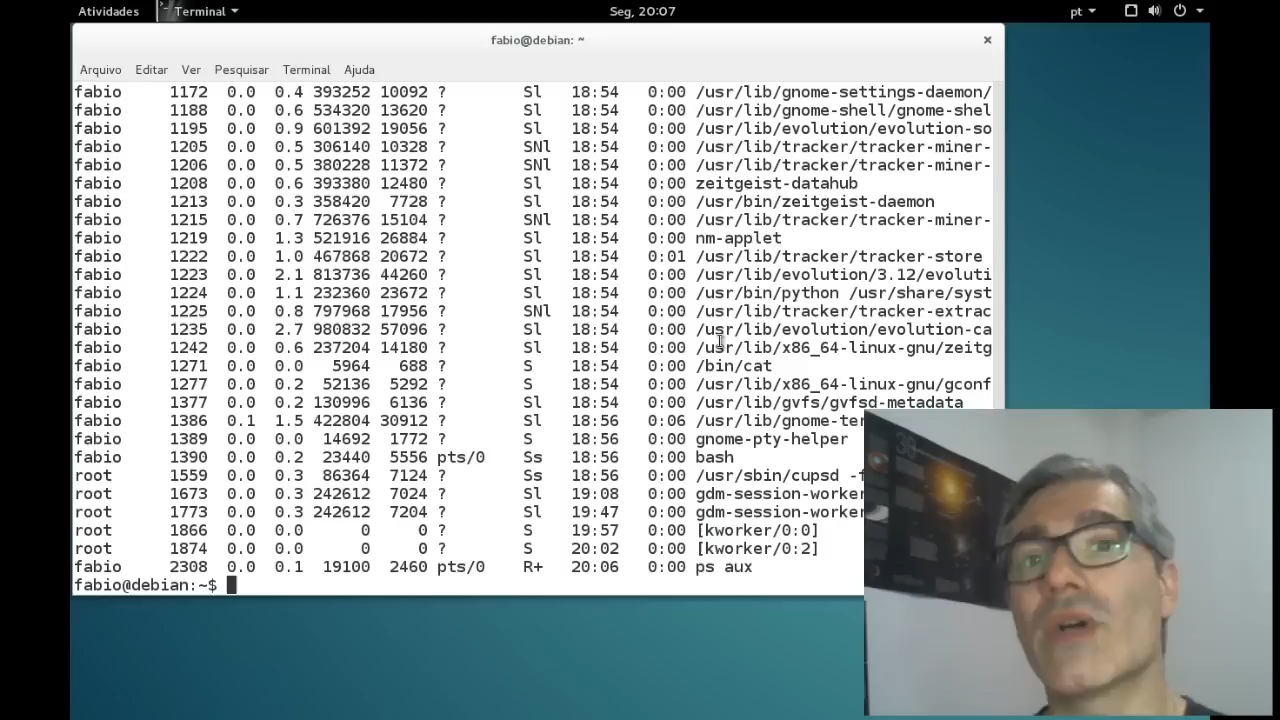 Atividades Terminal Seg, 20:07 pt
fabio@debian: ~ ×
Arquivo Editar Ver Pesquisar Terminal Ajuda
fabio 1172 0.0 0.4 393252 10092 ? Sl 18:54 0:00 /usr/lib/gnome-settings-daemon/
fabio 1188 0.0 0.6 534320 13620 ? Sl 18:54 0:00 /usr/lib/gnome-shell/gnome-shel
fabio 1195 0.0 0.9 601392 19056 ? Sl 18:54 0:00 /usr/lib/evolution/evolution-so
fabio 1205 0.0 0.5 306140 10328 ? SNl 18:54 0:00 /usr/lib/tracker/tracker-miner-
fabio 1206 0.0 0.5 380228 11372 ? SNl 18:54 0:00 /usr/lib/tracker/tracker-miner-
fabio 1208 0.0 0.6 393380 12480 ? Sl 18:54 0:00 zeitgeist-datahub
fabio 1213 0.0 0.3 358420 7728 ? Sl 18:54 0:00 /usr/bin/zeitgeist-daemon
fabio 1215 0.0 0.7 726376 15104 ? SNl 18:54 0:00 /usr/lib/tracker/tracker-miner-
fabio 1219 0.0 1.3 521916 26884 ? Sl 18:54 0:00 nm-applet
fabio 1222 0.0 1.0 467868 20672 ? Sl 18:54 0:01 /usr/lib/tracker/tracker-store
fabio 1223 0.0 2.1 813736 44260 ? Sl 18:54 0:00 /usr/lib/evolution/3.12/evoluti
fabio 1224 0.0 1.1 232360 23672 ? Sl 18:54 0:00 /usr/bin/python /usr/share/syst
fabio 1225 0.0 0.8 797968 17956 ? SNl 18:54 0:00 /usr/lib/tracker/tracker-extrac
fabio 1235 0.0 2.7 980832 57096 ? Sl 18:54 0:00 /usr/lib/evolution/evolution-ca
fabio 1242 0.0 0.6 237204 14180 ? Sl 18:54 0:00 /usr/lib/x86_64-linux-gnu/zeitg
fabio 1271 0.0 0.0 5964 688 ? S 18:54 0:00 /bin/cat
fabio 1277 0.0 0.2 52136 5292 ? S 18:54 0:00 /usr/lib/x86_64-linux-gnu/gconf
fabio 1377 0.0 0.2 130996 6136 ? Sl 18:54 0:00 /usr/lib/gvfs/gvfsd-metadata
fabio 1386 0.1 1.5 422804 30912 ? Sl 18:56 0:06 /usr/lib/gnome-ter
fabio 1389 0.0 0.0 14692 1772 ? S 18:56 0:00 gnome-pty-helper
fabio 1390 0.0 0.2 23440 5556 pts/0 Ss 18:56 0:00 bash
root 1559 0.0 0.3 86364 7124 ? Ss 18:56 0:00 /usr/sbin/cupsd -f
root 1673 0.0 0.3 242612 7024 ? Sl 19:08 0:00 gdm-session-worker
root 1773 0.0 0.3 242612 7204 ? Sl 19:47 0:00 gdm-session-worker
root 1866 0.0 0.0 0 0 ? S 19:57 0:00 [kworker/0:0]
root 1874 0.0 0.0 0 0 ? S 20:02 0:00 [kworker/0:2]
fabio 2308 0.0 0.1 19100 2460 pts/0 R+ 20:06 0:00 ps aux
fabio@debian:~$